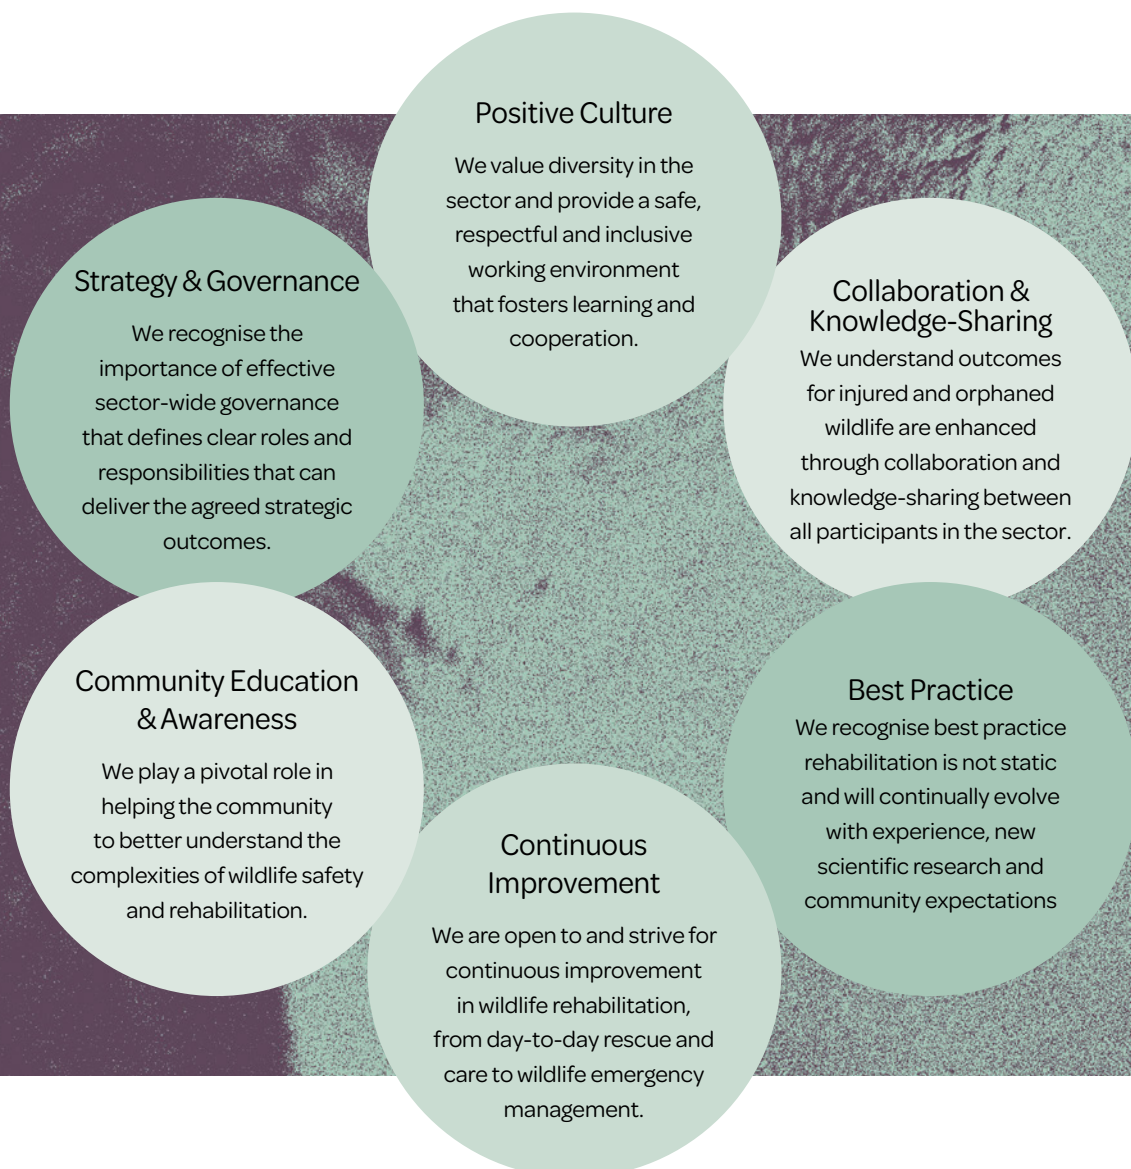 Positive Culture
We value diversity in the
sector and provide a safe,
respectful and inclusive
working environment
that fosters learning and
cooperation.
Strategy & Governance
We recognise the
importance of effective
sector-wide governance
that defines clear roles and
responsibilities that can
deliver the agreed strategic
outcomes.
Collaboration &
Knowledge-Sharing
We understand outcomes
for injured and orphaned
wildlife are enhanced
through collaboration and
knowledge-sharing between
all participants in the sector.
Community Education
& Awareness
We play a pivotal role in
helping the community
to better understand the
complexities of wildlife safety
and rehabilitation.
Best Practice
We recognise best practice
rehabilitation is not static
and will continually evolve
with experience, new
scientific research and
community expectations
Continuous
Improvement
We are open to and strive for
continuous improvement
in wildlife rehabilitation,
from day-to-day rescue and
care to wildlife emergency
management.